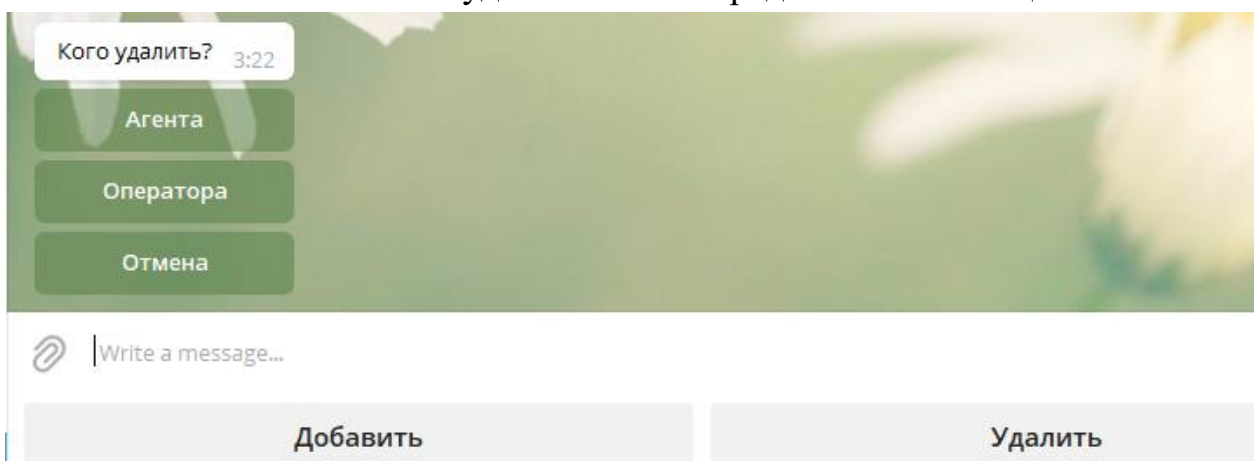 Кого удалить? 3:22
Агента
Оператора
Отмена
Write a message...
Добавить Удалить